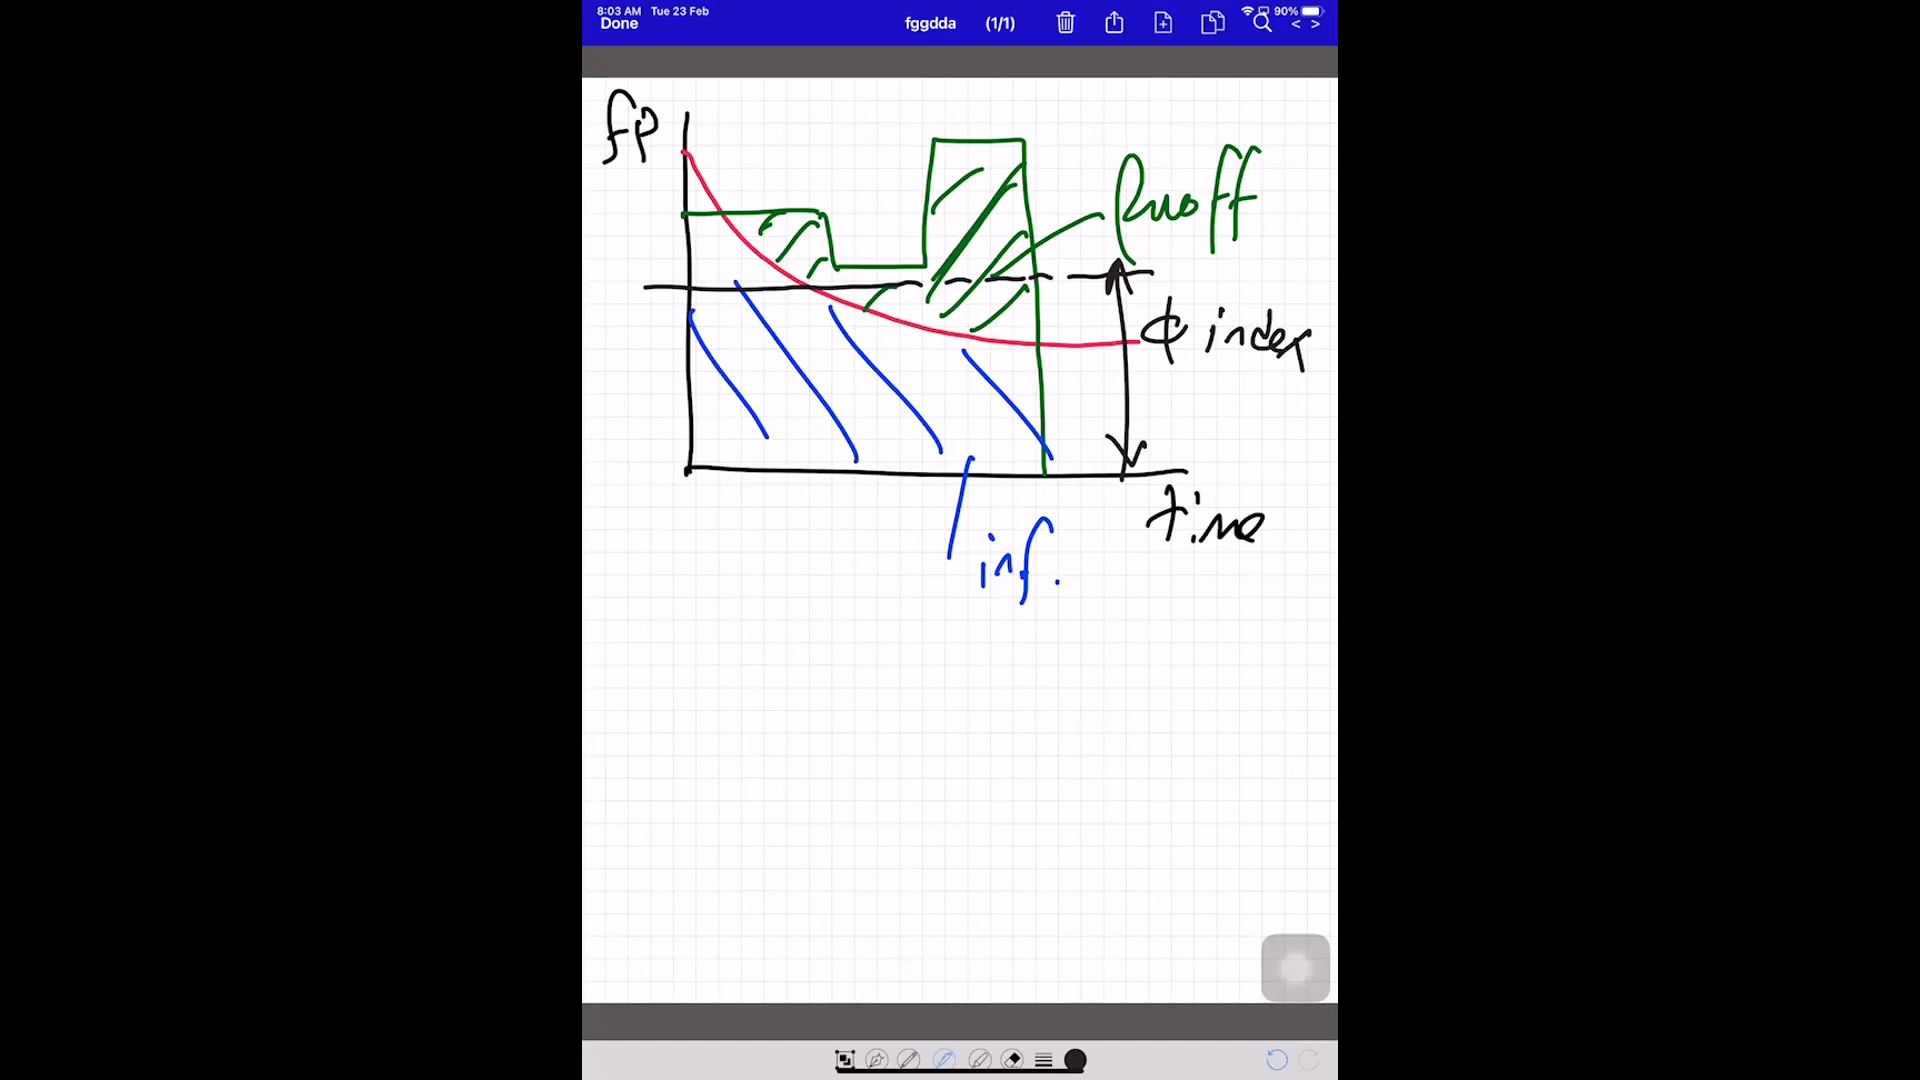 8:03 AM Tue 23 Feb 90%
Done fggdda (1/1) < >
fp
Runoff
ϕ index
time
inf.